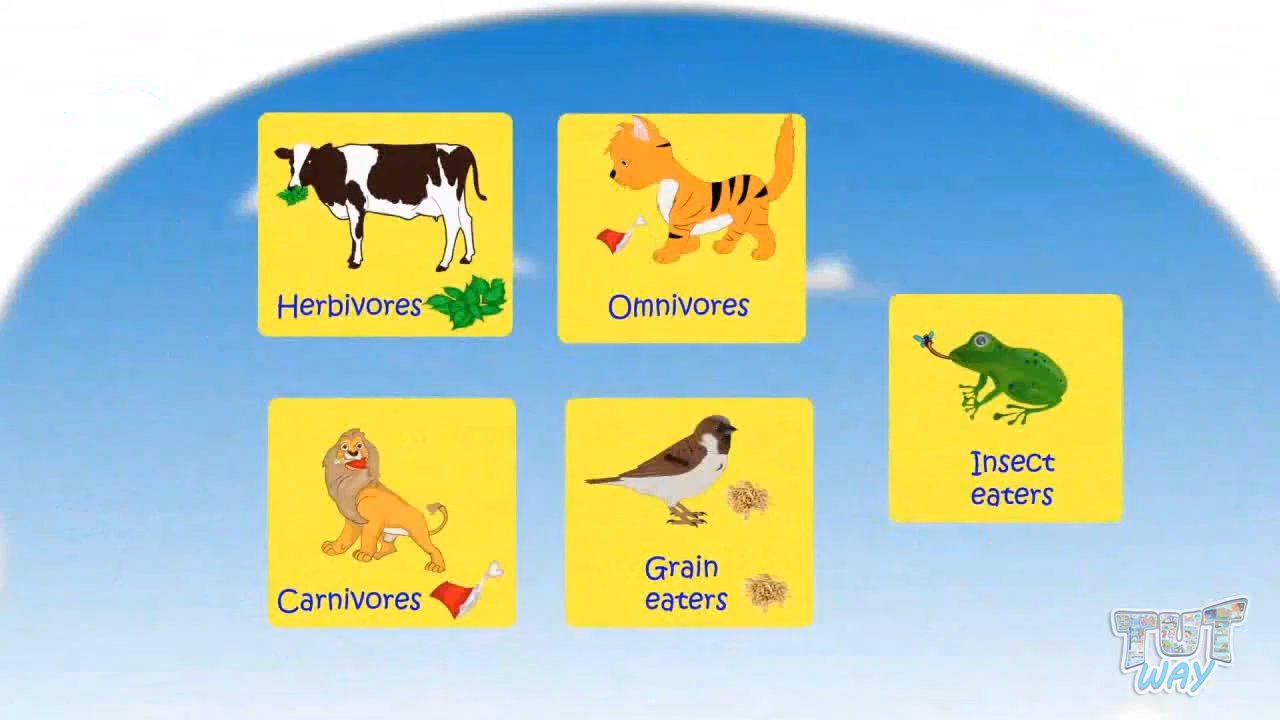 Herbivores
Omnivores
Carnivores
Grain
eaters
Insect
eaters
TUT
WAY